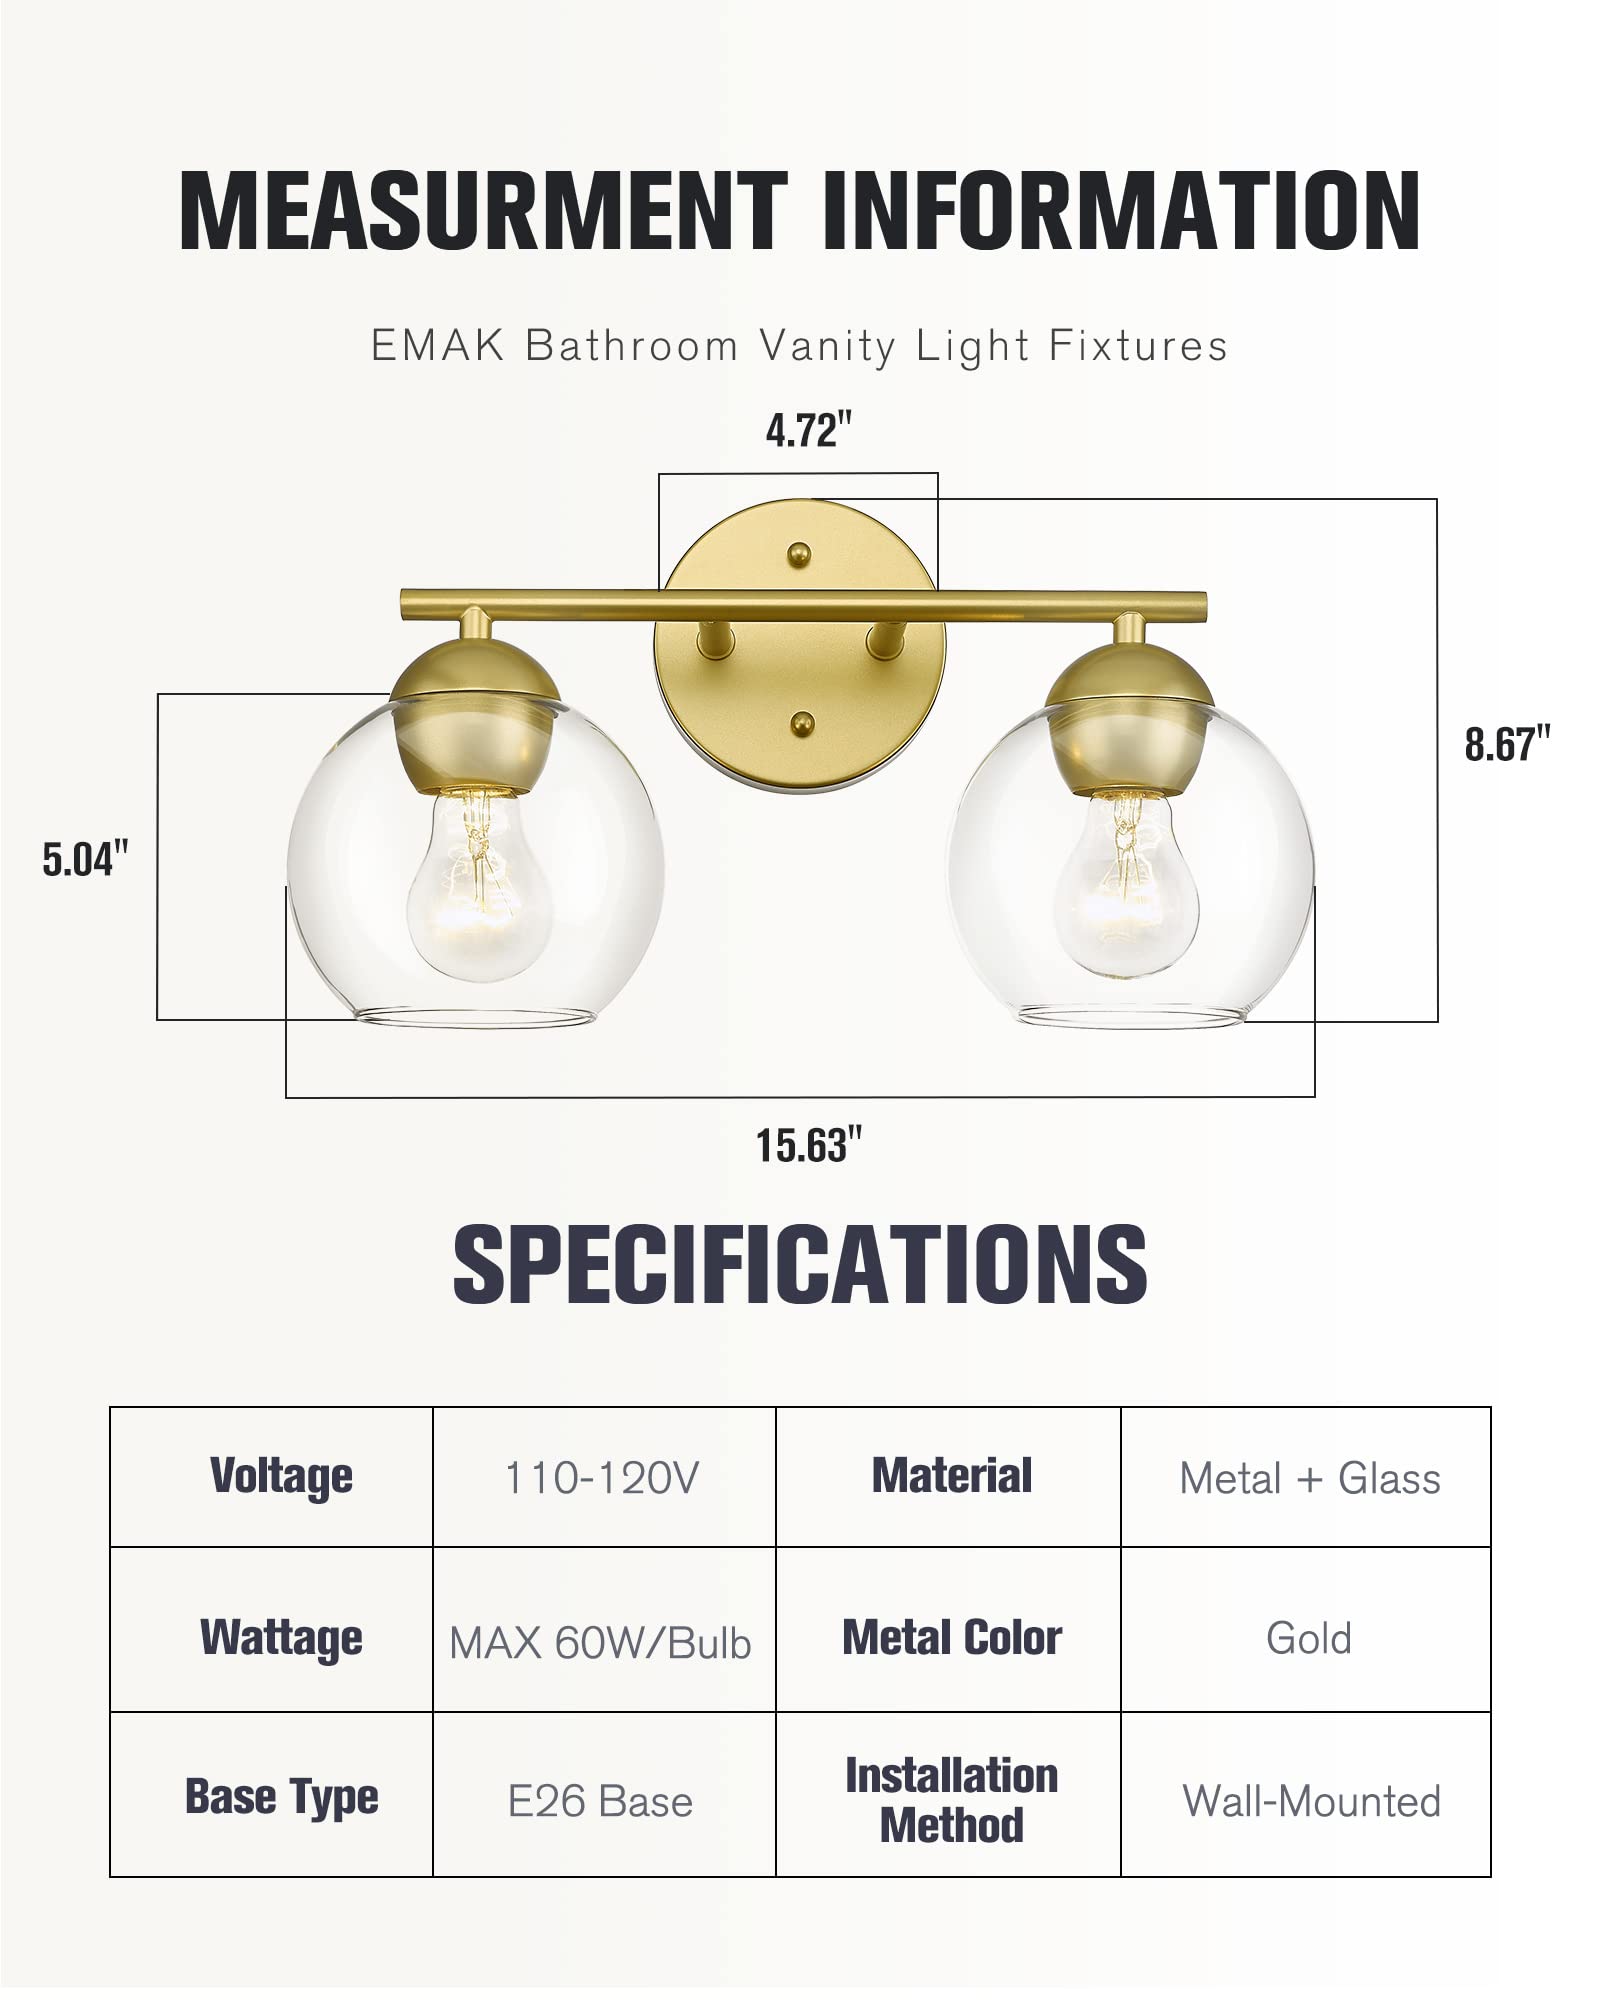 MEASURMENT INFORMATION
EMAK Bathroom Vanity Light Fixtures
4.72"
8.67"
5.04"
15.63"
SPECIFICATIONS
Voltage 110-120V Material Metal + Glass
Wattage MAX 60W/Bulb Metal Color Gold
Base Type E26 Base Installation Method Wall-Mounted